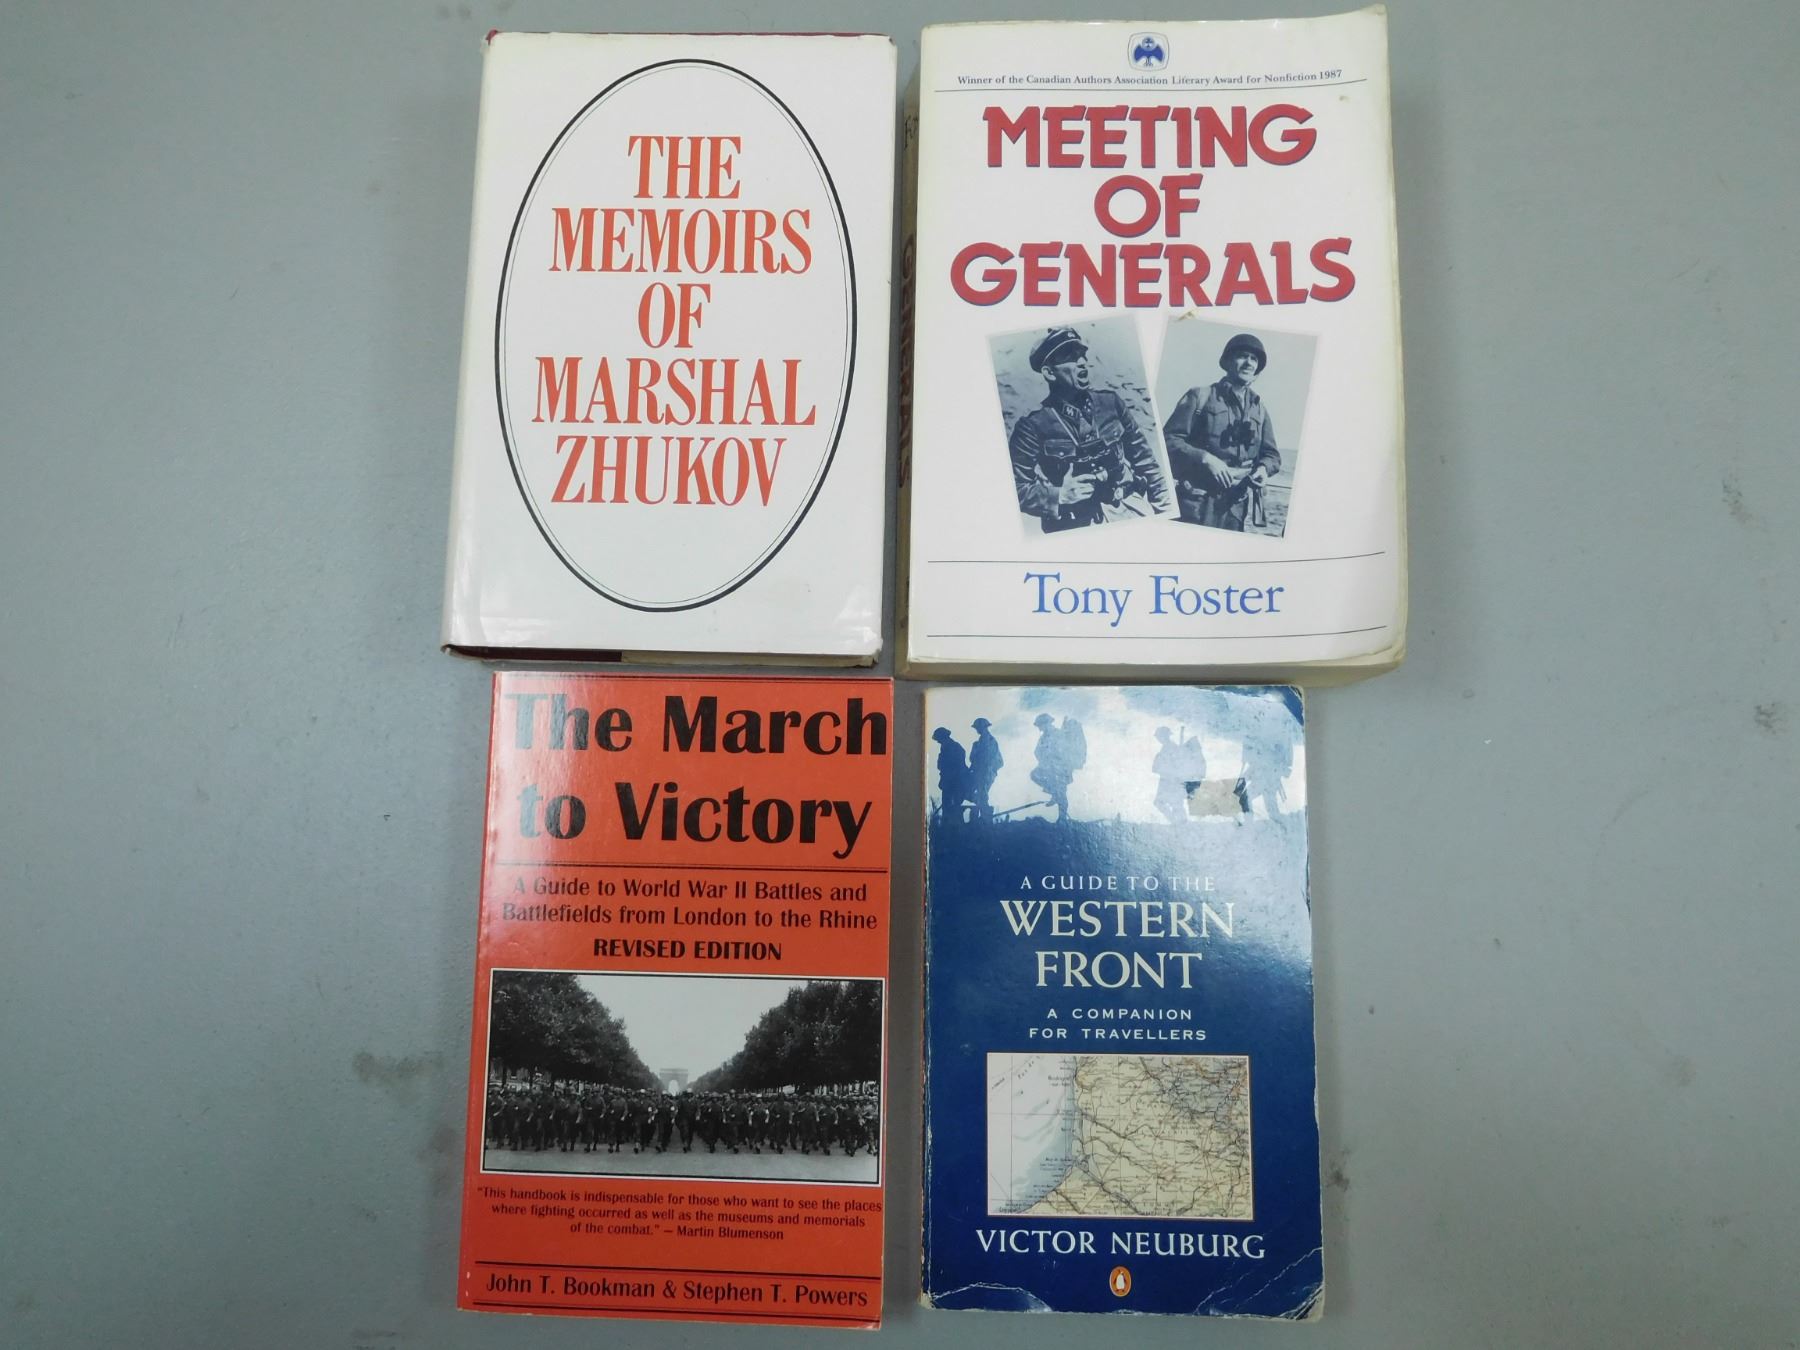 THE
MEMOIRS
OF
MARSHAL
ZHUKOV
Winner of the Canadian Authors Association Literary Award for Nonfiction 1987
MEETING
OF
GENERALS
Tony Foster
GENERALS
The March
to Victory
A Guide to World War II Battles and
Battlefields from London to the Rhine
REVISED EDITION
"This handbook is indispensable for those who want to see the places
where fighting occurred as well as the museums and memorials
of the combat." — Martin Blumenson
John T. Bookman & Stephen T. Powers
A GUIDE TO THE
WESTERN
FRONT
A COMPANION
FOR TRAVELLERS
VICTOR NEUBURG